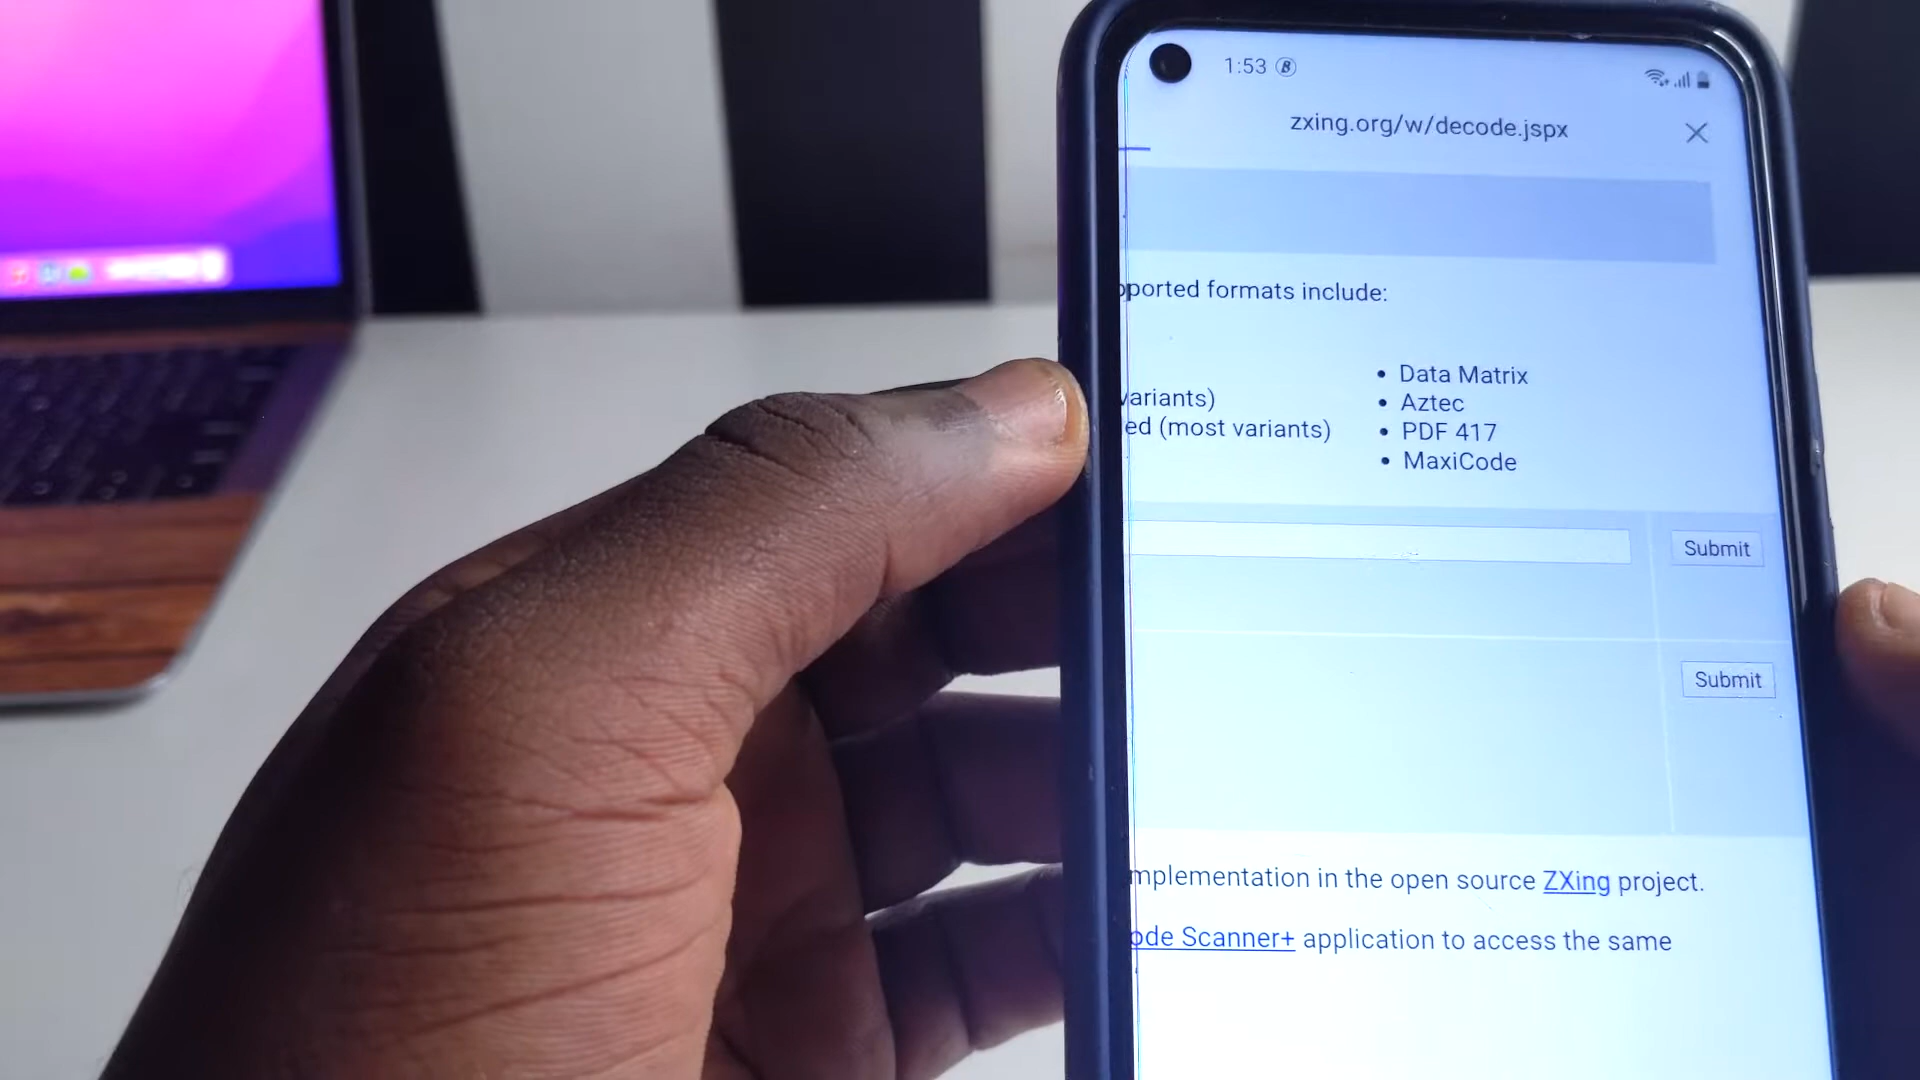 1:53
zxing.org/w/decode.jspx
pported formats include:
variants)
ed (most variants)
• Data Matrix
• Aztec
• PDF 417
• MaxiCode
Submit
Submit
mplementation in the open source ZXing project.
ode Scanner+ application to access the same